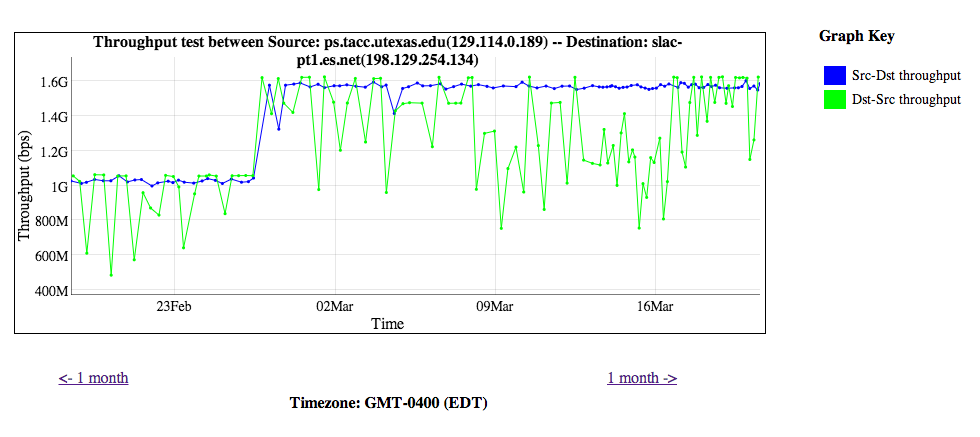 Throughput test between Source: ps.tacc.utexas.edu(129.114.0.189) -- Destination: slac-
pt1.es.net(198.129.254.134)
Graph Key
Src-Dst throughput
Dst-Src throughput
Throughput (bps)
1.6G
1.4G
1.2G
1G
800M
600M
400M
23Feb
02Mar
09Mar
16Mar
Time
<- 1 month
1 month ->
Timezone: GMT-0400 (EDT)